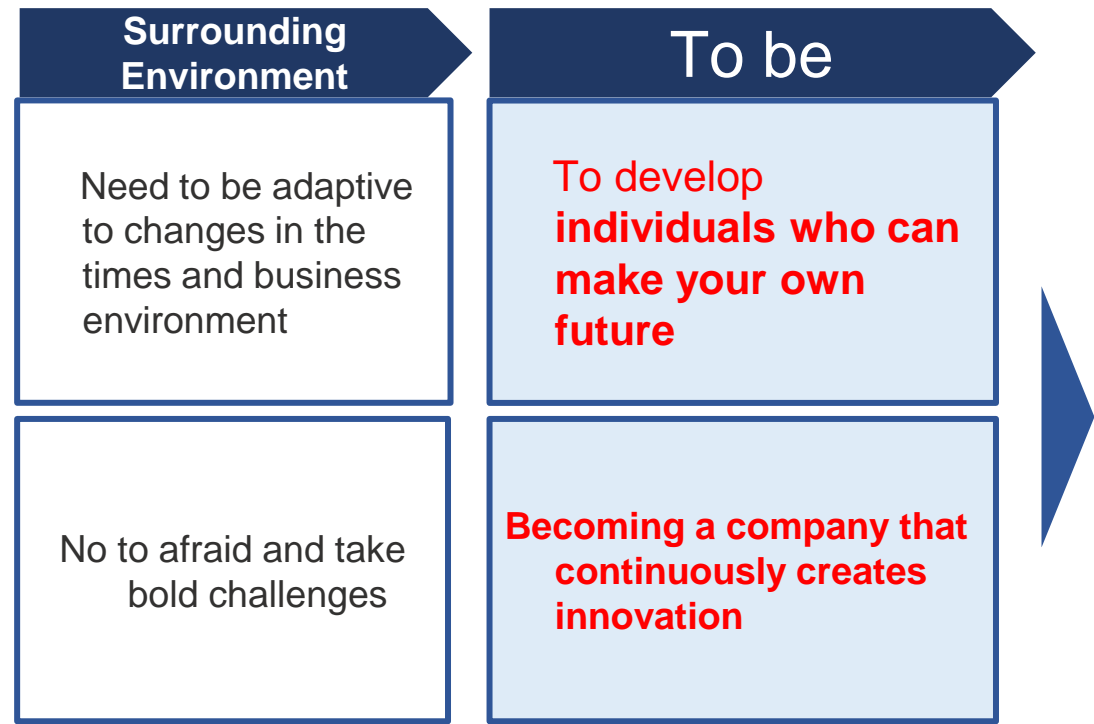 Surrounding
Environment
To be
Need to be adaptive
to changes in the
times and business
environment
To develop
individuals who can
make your own
future
No to afraid and take
bold challenges
Becoming a company that
continuously creates
innovation